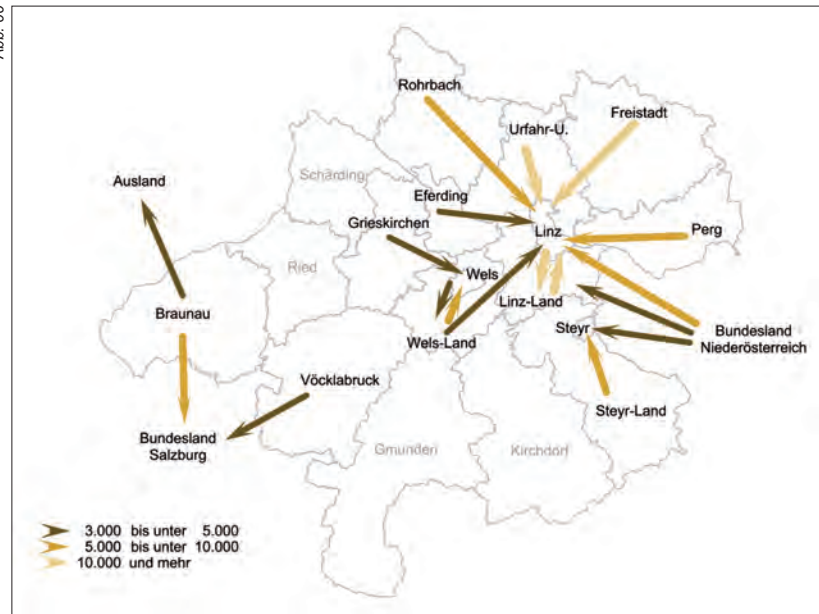 Rohrbach
Freistadt
Urfahr-U.
Schärding
Ausland
Eferding
Grieskirchen
Linz
Perg
Ried
Wels
Linz-Land
Braunau
Steyr
Bundesland
Niederösterreich
Wels-Land
Vöcklabruck
Steyr-Land
Bundesland
Salzburg
Gmunden
Kirchdorf
3.000 bis unter 5.000
5.000 bis unter 10.000
10.000 und mehr